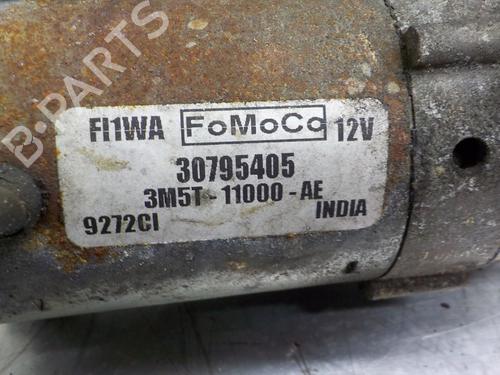 B-PARTS
FI1WA FoMoCo 12V
30795405
3M5T-11000-AE
9272CI INDIA